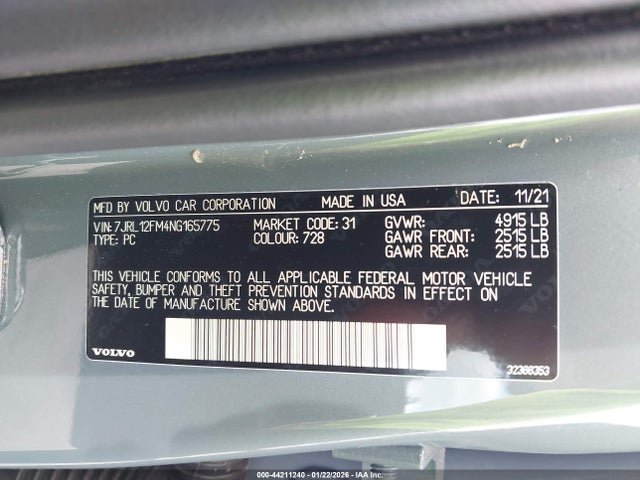 MFD BY VOLVO CAR CORPORATION MADE IN USA DATE: 11/21
VIN: 7JRL12FM4NG165775 MARKET CODE: 31 GVWR: 4915 LB
TYPE: PC COLOUR: 728 GAWR FRONT: 2515 LB
GAWR REAR: 2515 LB
THIS VEHICLE CONFORMS TO ALL APPLICABLE FEDERAL MOTOR VEHICLE
SAFETY, BUMPER AND THEFT PREVENTION STANDARDS IN EFFECT ON
THE DATE OF MANUFACTURE SHOWN ABOVE.
VOLVO 32388353
000-44211240 - 01/22/2026 - IAA Inc.